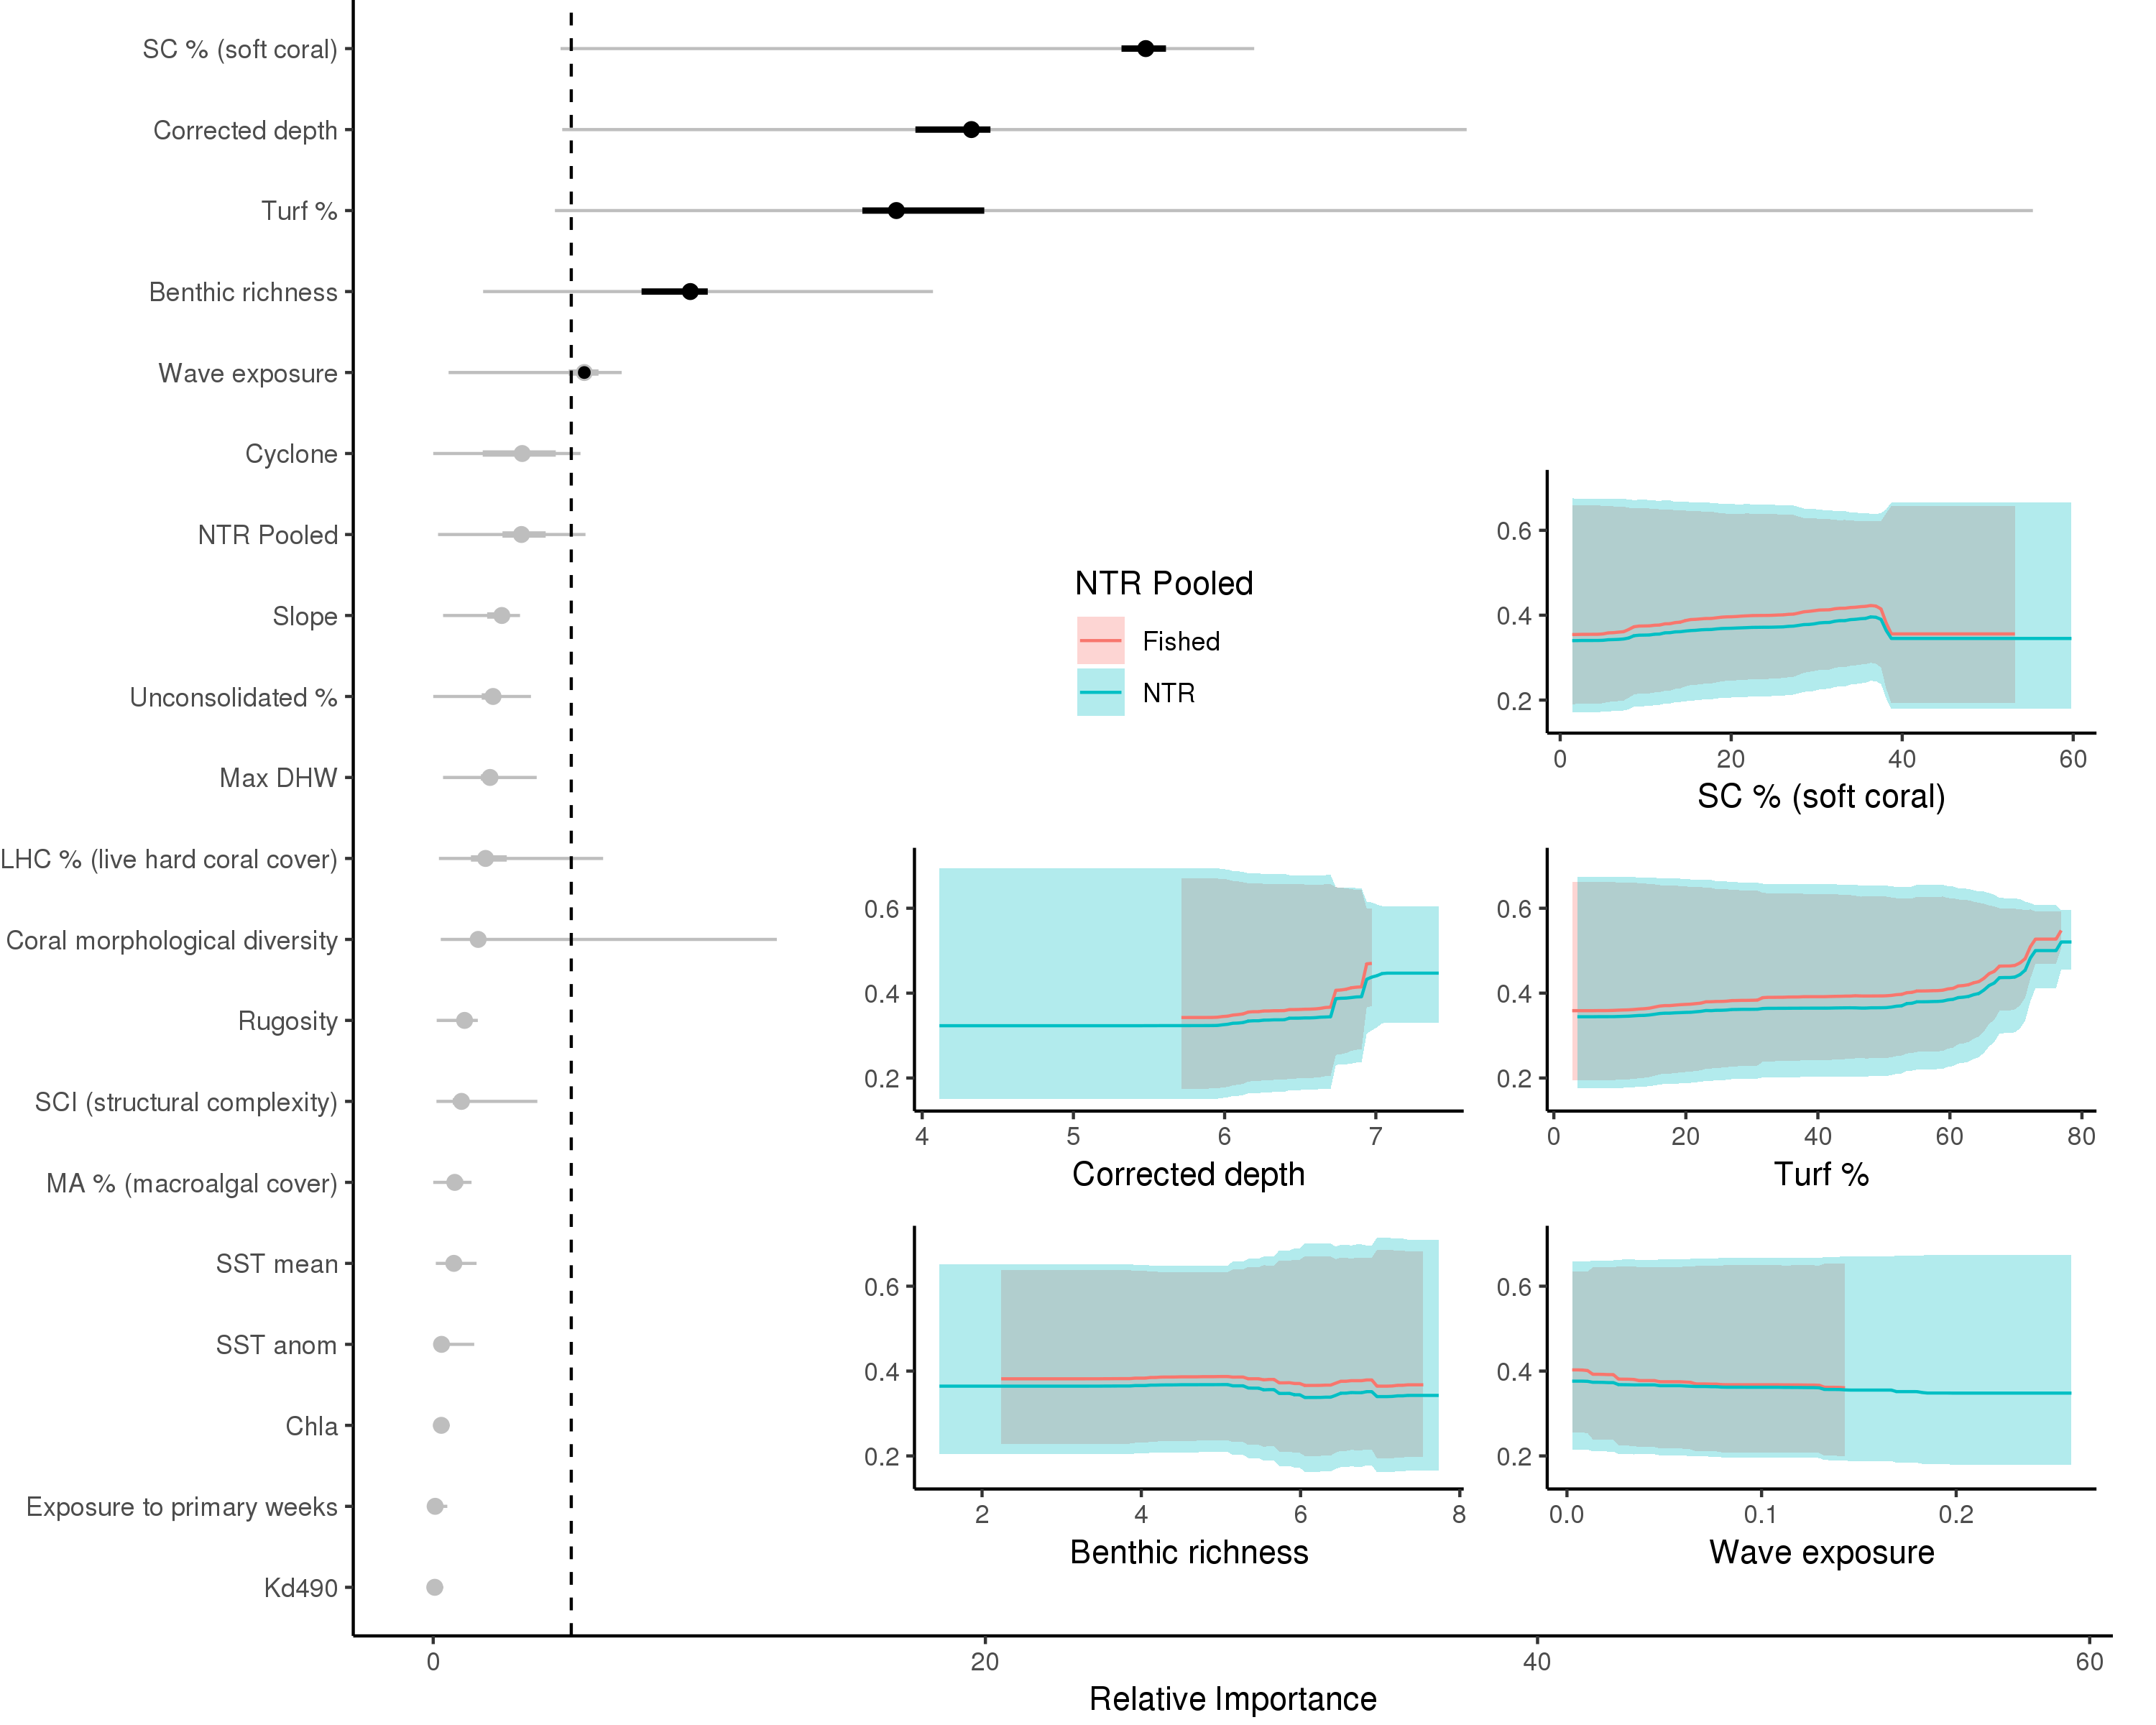 SC % (soft coral)
Corrected depth
Turf %
Benthic richness
Wave exposure
Cyclone
NTR Pooled
Slope
Unconsolidated %
Max DHW
LHC % (live hard coral cover)
Coral morphological diversity
Rugosity
SCI (structural complexity)
MA % (macroalgal cover)
SST mean
SST anom
Chla
Exposure to primary weeks
Kd490
0 20 40 60
Relative Importance
NTR Pooled
Fished
NTR
0.6
0.4
0.2
0 20 40 60
SC % (soft coral)
0.6
0.4
0.2
4 5 6 7
Corrected depth
0.6
0.4
0.2
0 20 40 60 80
Turf %
0.6
0.4
0.2
2 4 6 8
Benthic richness
0.6
0.4
0.2
0.0 0.1 0.2
Wave exposure